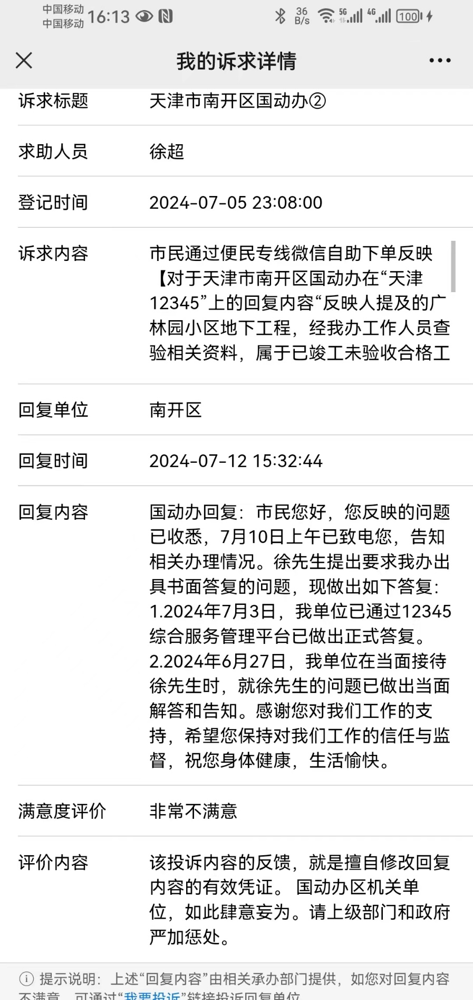 中国移动
中国移动
16:13
36
B/s
5G
4G
100
我的诉求详情
诉求标题 天津市南开区国动办②
求助人员 徐超
登记时间 2024-07-05 23:08:00
诉求内容 市民通过便民专线微信自助下单反映
【对于天津市南开区国动办在“天津
12345”上的回复内容“反映人提及的广
林园小区地下工程，经我办工作人员查
验相关资料，属于已竣工未验收合格工
回复单位 南开区
回复时间 2024-07-12 15:32:44
回复内容 国动办回复：市民您好，您反映的问题
已收悉，7月10日上午已致电您，告知
相关办理情况。徐先生提出要求我办出
具书面答复的问题，现做出如下答复：
1.2024年7月3日，我单位已通过12345
综合服务管理平台已做出正式答复。
2.2024年6月27日，我单位在当面接待
徐先生时，就徐先生的问题已做出当面
解答和告知。感谢您对我们工作的支
持，希望您保持对我们工作的信任与监
督，祝您身体健康，生活愉快。
满意度评价 非常不满意
评价内容 该投诉内容的反馈，就是擅自修改回复
内容的有效凭证。 国动办区机关单
位，如此肆意妄为。请上级部门和政府
严加惩处。
提示说明：上述“回复内容”由相关承办部门提供，如您对回复内容
不满意，可通过“我要投诉”链接投诉回复单位